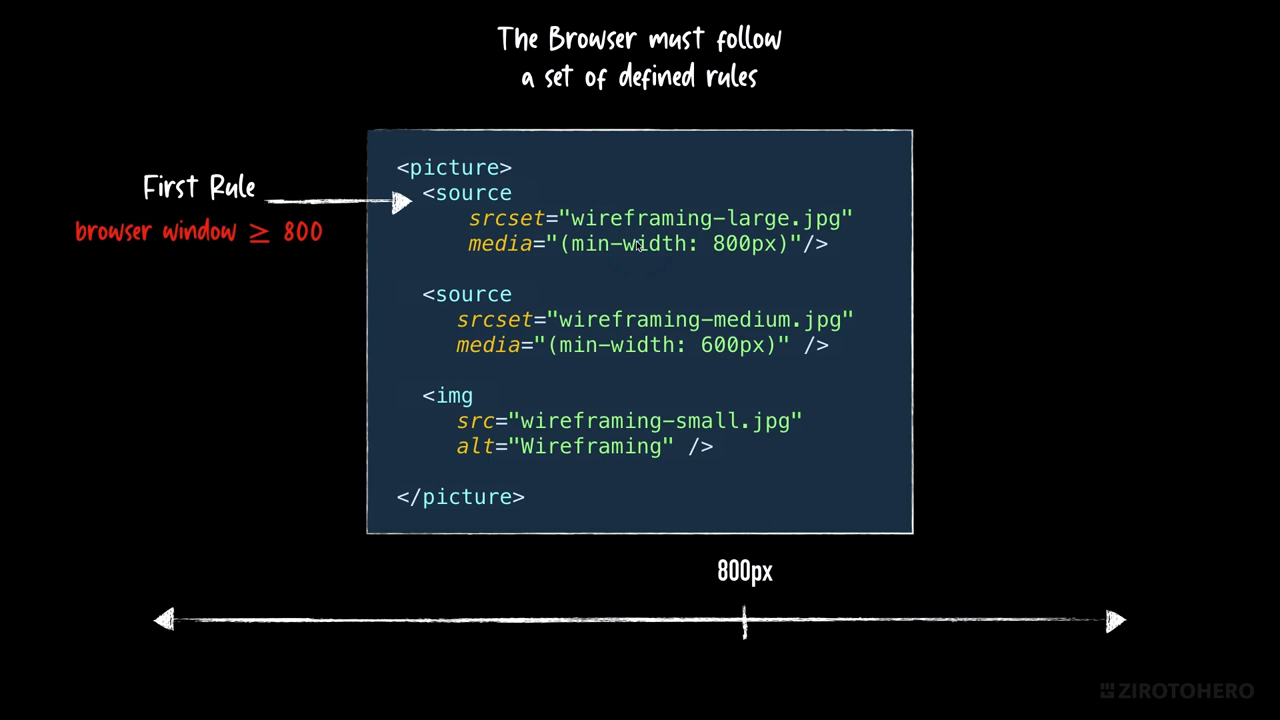 The Browser must follow
a set of defined rules
First Rule
browser window ≥ 800
<picture>
<source
srcset="wireframing-large.jpg"
media="(min-width: 800px)"/>
<source
srcset="wireframing-medium.jpg"
media="(min-width: 600px)" />
<img
src="wireframing-small.jpg"
alt="Wireframing" />
</picture>
800px
ZIROTOHERO